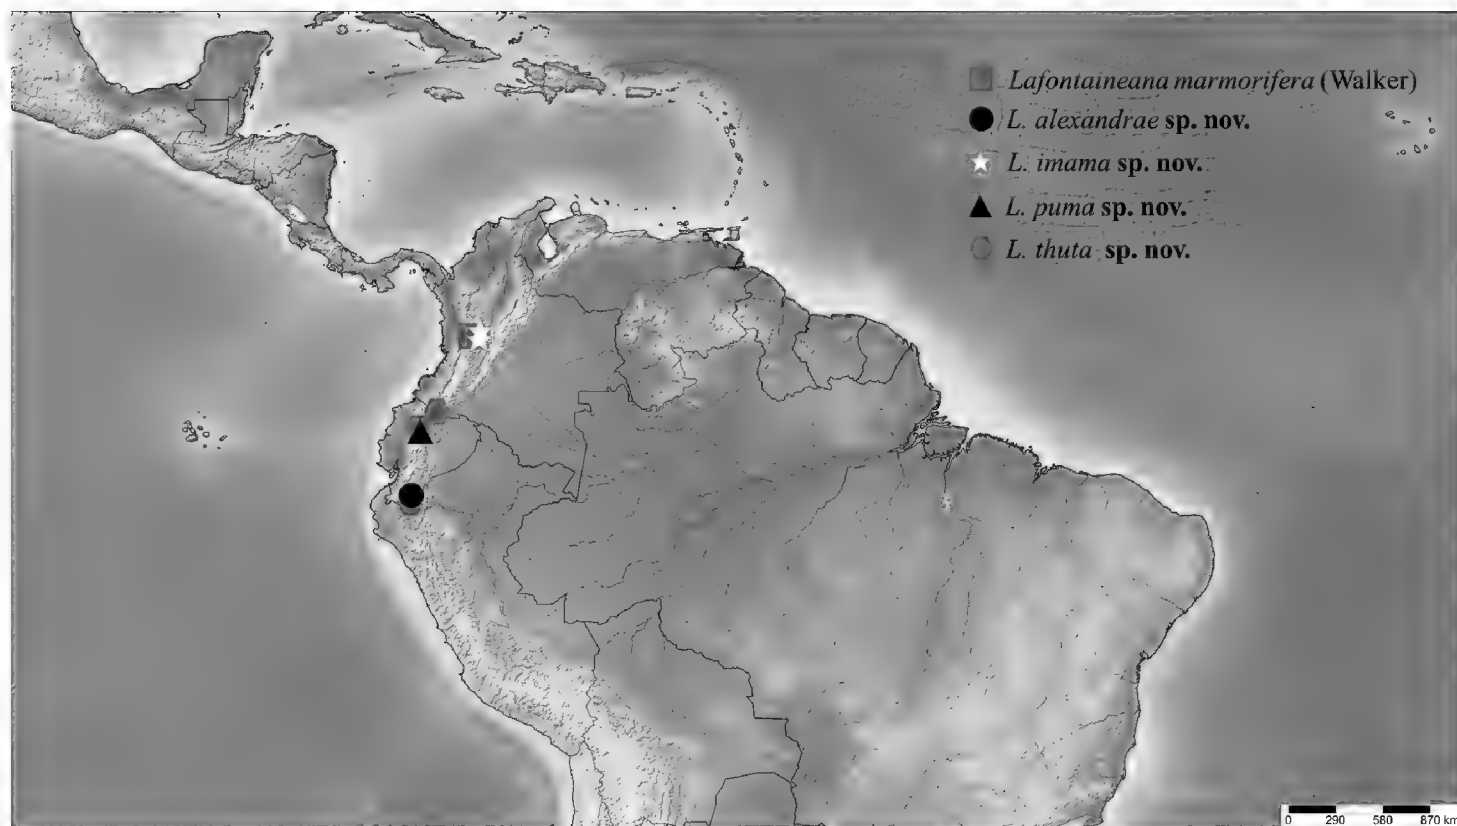 Lafontaineana marmorifera (Walker)
L. alexandrae sp. nov.
L. imama sp. nov.
L. puma sp. nov.
L. thuta sp. nov.
0 290 580 870 km